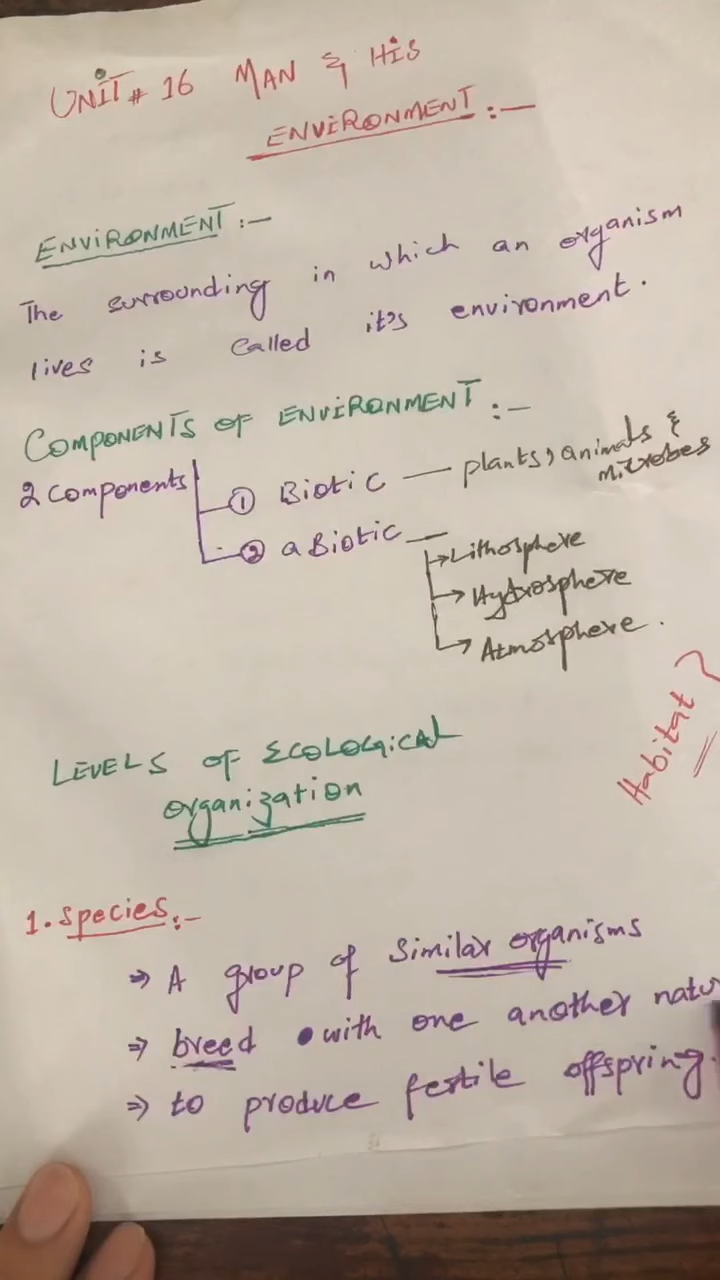 UNIT # 16 MAN & HIS
ENVIRONMENT :-
ENVIRONMENT :-
The surrounding in which an organism
lives is called it's environment.
COMPONENTS OF ENVIRONMENT :-
2 components
① Biotic — plants, animals &
microbes
② aBiotic —
→ Lithosphere
→ Hydrosphere
→ Atmosphere.
Habitat?
LEVELS OF ECOLOGICAL
organization
1. Species :-
⇒ A group of similar organisms
⇒ breed with one another natu
⇒ to produce fertile offspring.